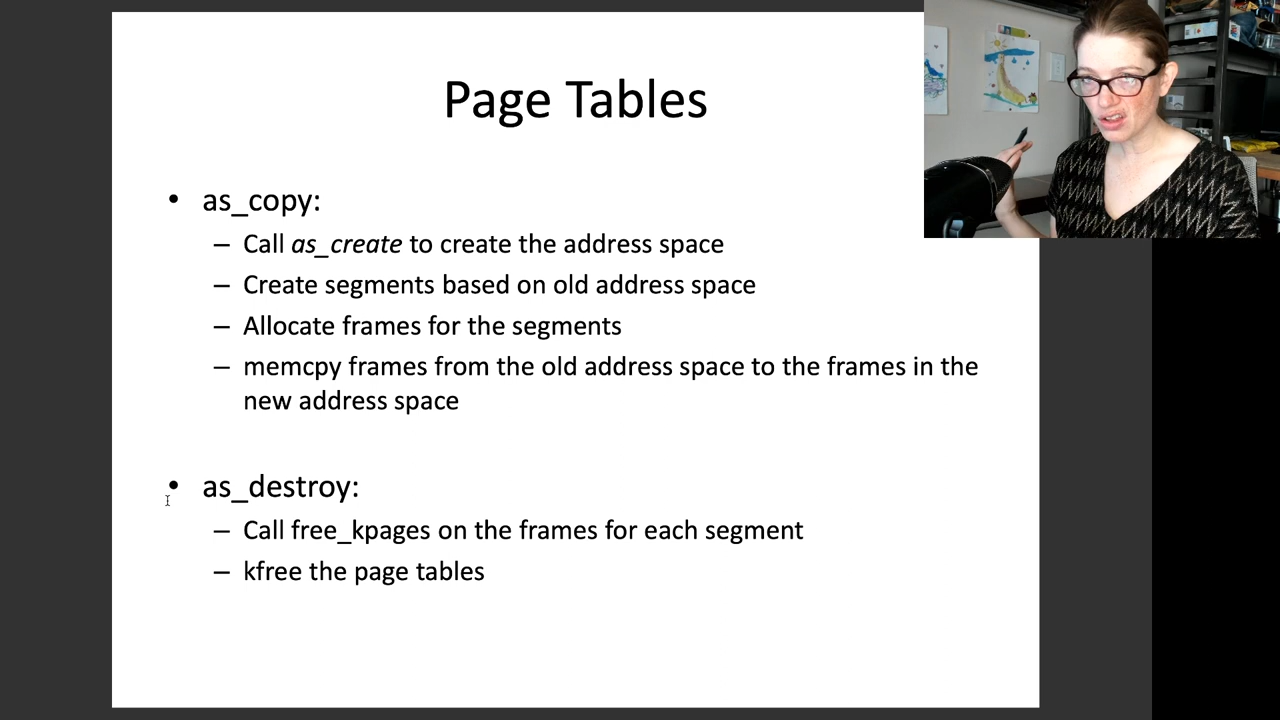 Page Tables
• as_copy:
– Call as_create to create the address space
– Create segments based on old address space
– Allocate frames for the segments
– memcpy frames from the old address space to the frames in the
new address space
• as_destroy:
– Call free_kpages on the frames for each segment
– kfree the page tables